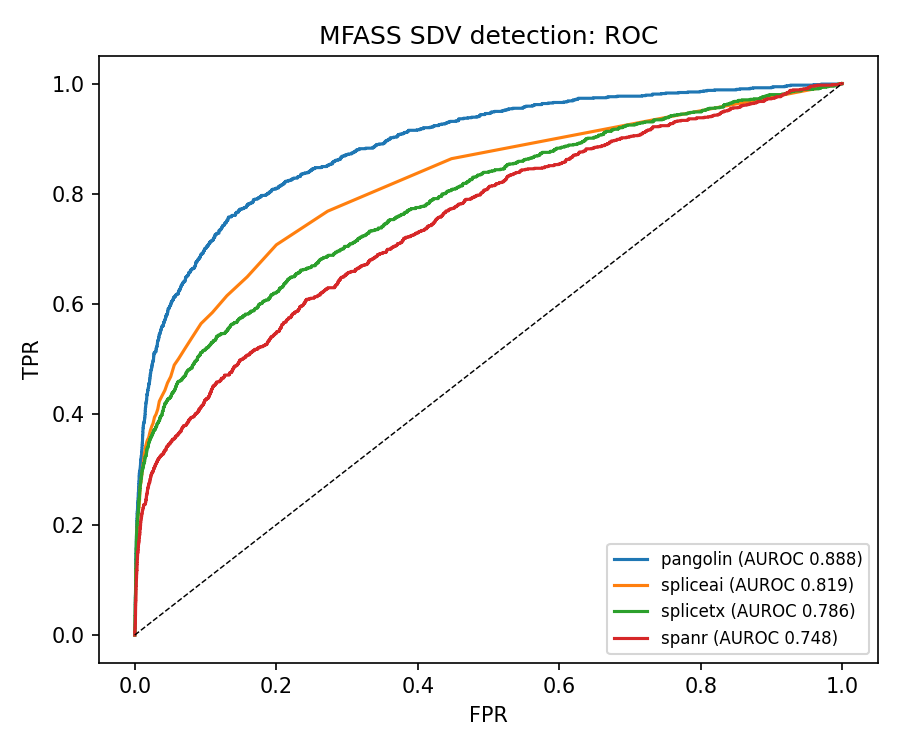 MFASS SDV detection: ROC
TPR
1.0
0.8
0.6
0.4
0.2
0.0
0.0 0.2 0.4 0.6 0.8 1.0
FPR
pangolin (AUROC 0.888)
spliceai (AUROC 0.819)
splicetx (AUROC 0.786)
spanr (AUROC 0.748)